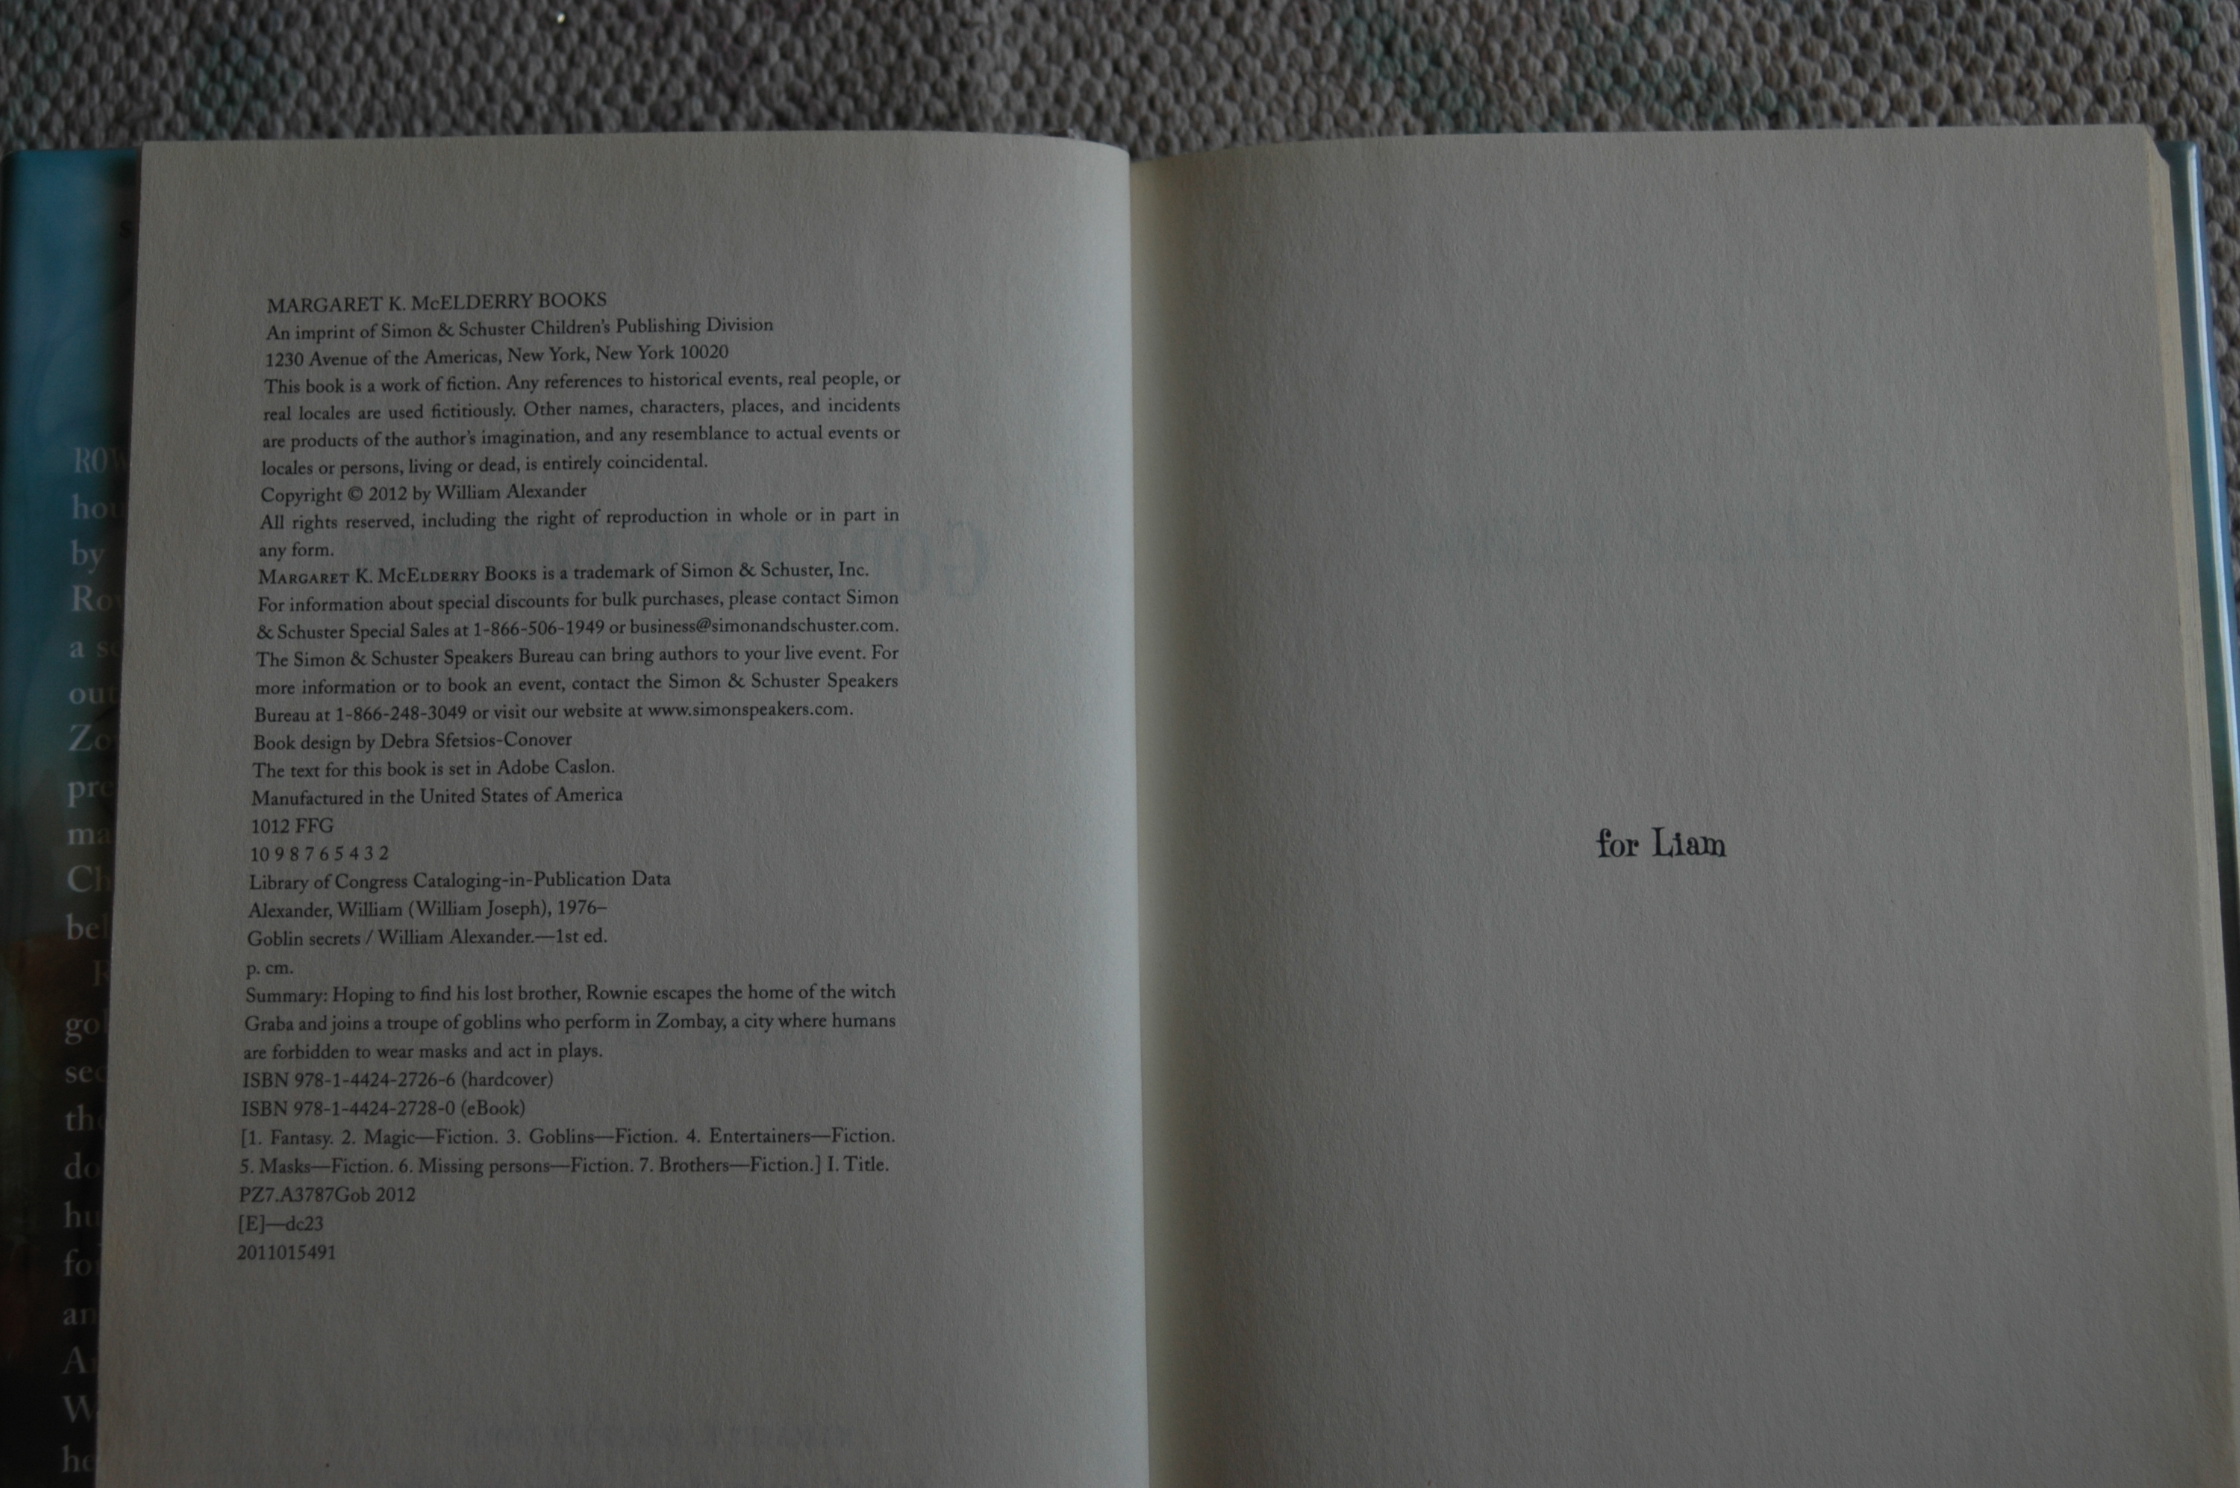 MARGARET K. McELDERRY BOOKS
An imprint of Simon & Schuster Children's Publishing Division
1230 Avenue of the Americas, New York, New York 10020
This book is a work of fiction. Any references to historical events, real people, or
real locales are used fictitiously. Other names, characters, places, and incidents
are products of the author's imagination, and any resemblance to actual events or
locales or persons, living or dead, is entirely coincidental.
Copyright © 2012 by William Alexander
All rights reserved, including the right of reproduction in whole or in part in
any form.
MARGARET K. McELDERRY BOOKS is a trademark of Simon & Schuster, Inc.
For information about special discounts for bulk purchases, please contact Simon
& Schuster Special Sales at 1-866-506-1949 or business@simonandschuster.com.
The Simon & Schuster Speakers Bureau can bring authors to your live event. For
more information or to book an event, contact the Simon & Schuster Speakers
Bureau at 1-866-248-3049 or visit our website at www.simonspeakers.com.
Book design by Debra Sfetsios-Conover
The text for this book is set in Adobe Caslon.
Manufactured in the United States of America
1012 FFG
10 9 8 7 6 5 4 3 2
Library of Congress Cataloging-in-Publication Data
Alexander, William (William Joseph), 1976–
Goblin secrets / William Alexander.—1st ed.
p. cm.
Summary: Hoping to find his lost brother, Rownie escapes the home of the witch
Graba and joins a troupe of goblins who perform in Zombay, a city where humans
are forbidden to wear masks and act in plays.
ISBN 978-1-4424-2726-6 (hardcover)
ISBN 978-1-4424-2728-0 (eBook)
[1. Fantasy. 2. Magic—Fiction. 3. Goblins—Fiction. 4. Entertainers—Fiction.
5. Masks—Fiction. 6. Missing persons—Fiction. 7. Brothers—Fiction.] I. Title.
PZ7.A3787Gob 2012
[E]—dc23
2011015491
for Liam
by